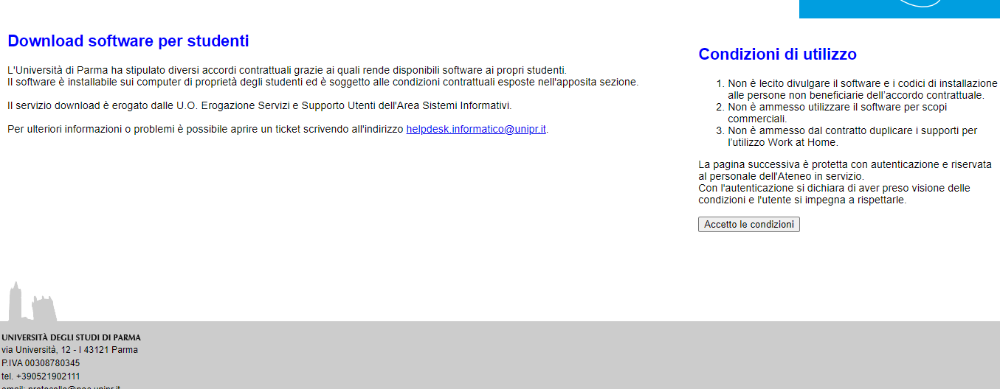 Download software per studenti
L'Università di Parma ha stipulato diversi accordi contrattuali grazie ai quali rende disponibili software ai propri studenti.
Il software è installabile sui computer di proprietà degli studenti ed è soggetto alle condizioni contrattuali esposte nell'apposita sezione.
Il servizio download è erogato dalle U.O. Erogazione Servizi e Supporto Utenti dell'Area Sistemi Informativi.
Per ulteriori informazioni o problemi è possibile aprire un ticket scrivendo all'indirizzo helpdesk.informatico@unipr.it.
Condizioni di utilizzo
1. Non è lecito divulgare il software e i codici di installazione
alle persone non beneficiarie dell'accordo contrattuale.
2. Non è ammesso utilizzare il software per scopi
commerciali.
3. Non è ammesso dal contratto duplicare i supporti per
l'utilizzo Work at Home.
La pagina successiva è protetta con autenticazione e riservata
al personale dell'Ateneo in servizio.
Con l'autenticazione si dichiara di aver preso visione delle
condizioni e l'utente si impegna a rispettarle.
Accetto le condizioni
UNIVERSITÀ DEGLI STUDI DI PARMA
via Università, 12 - I 43121 Parma
P.IVA 00308780345
tel. +390521902111
email: protocollo@pec.unipr.it